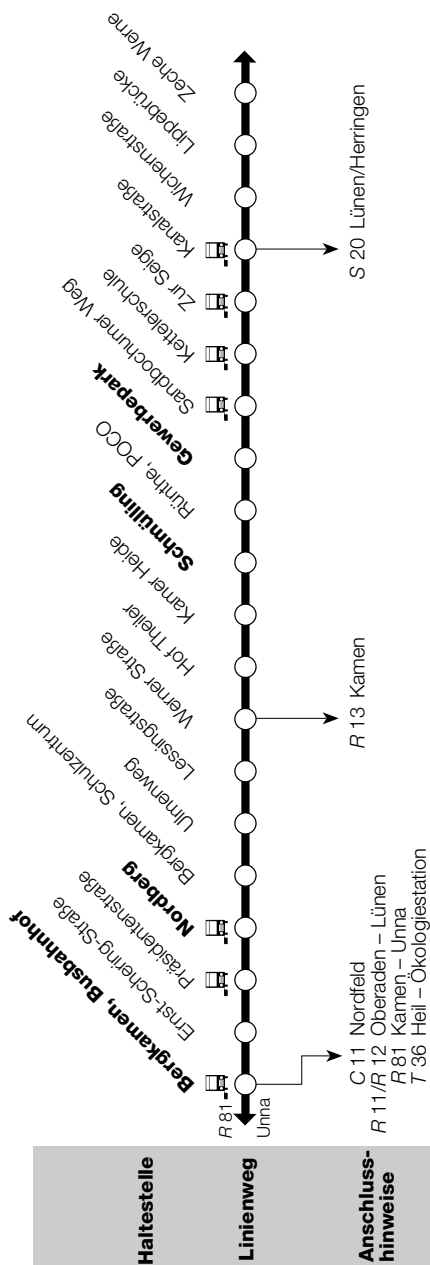 Haltestelle
Bergkamen, Busbahnhof
Ernst-Schering-Straße
Präsidentenstraße
Nordberg
Bergkamen, Schulzentrum
Ulmenweg
Lessingstraße
Werner Straße
Hof Theiler
Kamer Heide
Schmülling
Rünthe, POCO
Gewerbepark
Sandbochumer Weg
Kettelerschule
Zur Seige
Kanalstraße
Wichernstraße
Lippebrücke
Zeche Werne
Linienweg
R 81
Unna
Anschluss-
hinweise
C 11 Nordfeld
R 11/R 12 Oberaden – Lünen
R 81 Kamen – Unna
T 36 Heil – Ökologiestation
R 13 Kamen
S 20 Lünen/Herringen